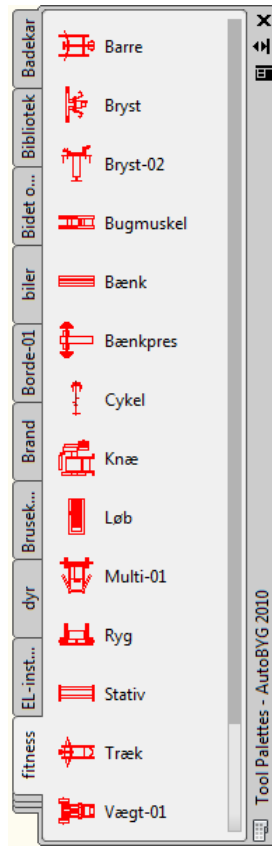 Badekar
Bibliotek
Bidet o...
biler
Borde-01
Brand
Brusek...
dyr
EL-inst...
fitness
Barre
Bryst
Bryst-02
Bugmuskel
Bænk
Bænkpres
Cykel
Knæ
Løb
Multi-01
Ryg
Stativ
Træk
Vægt-01
Tool Palettes - AutoBYG 2010